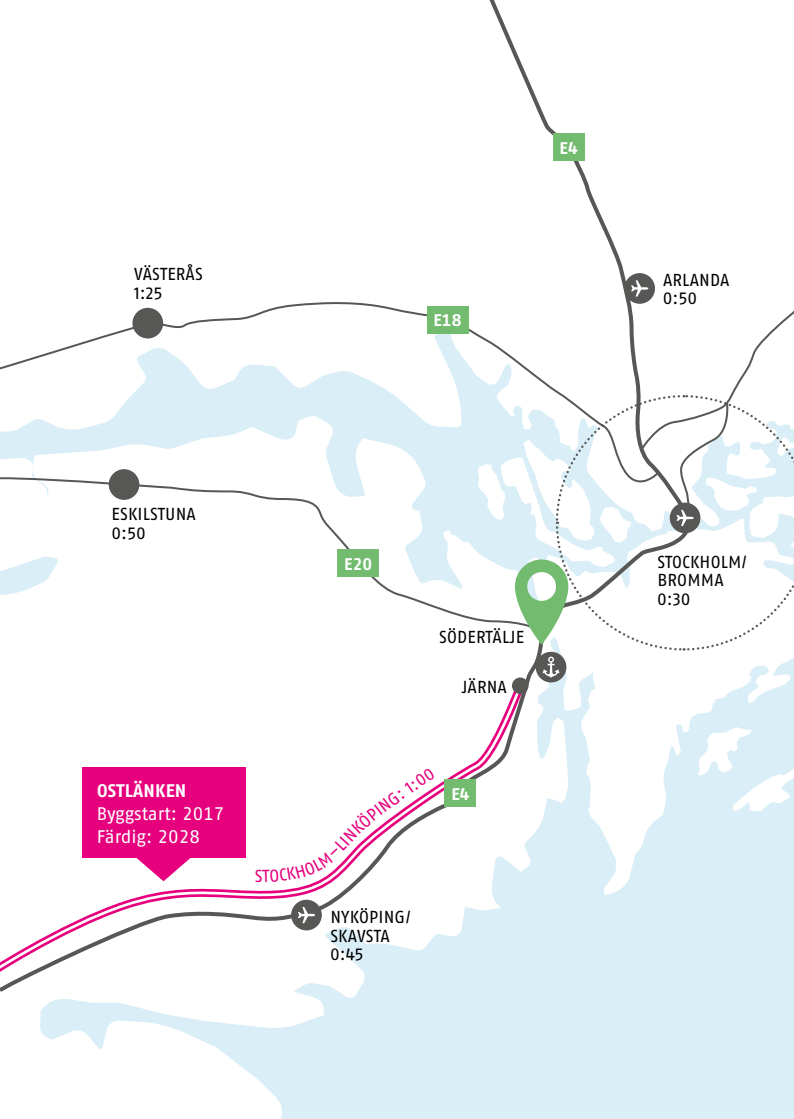 E4
VÄSTERÅS
1:25
ARLANDA
0:50
E18
ESKILSTUNA
0:50
E20
STOCKHOLM/
BROMMA
0:30
SÖDERTÄLJE
JÄRNA
OSTLÄNKEN
Byggstart: 2017
Färdig: 2028
STOCKHOLM–LINKÖPING: 1:00
E4
NYKÖPING/
SKAVSTA
0:45